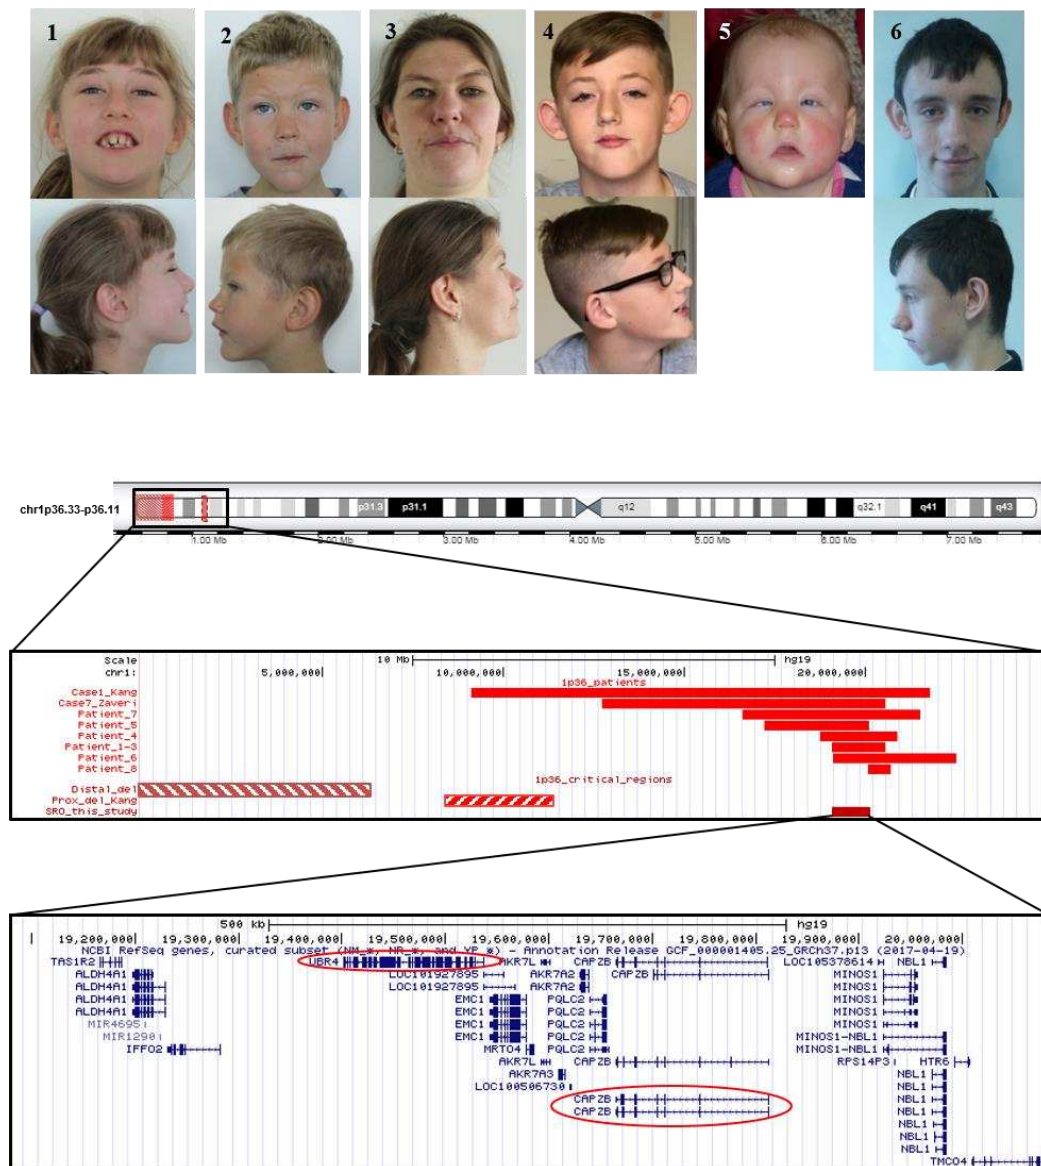 1 2 3 4 5 6
chr1p36.33-p36.11 p31.3 p31.1 q12 q32.1 q41 q43
1.00 Mb 2.00 Mb 3.00 Mb 4.00 Mb 5.00 Mb 6.00 Mb 7.00 Mb
Scale 10 Mb hg19
chr1: 5,000,000 10,000,000 15,000,000 20,000,000
1p36_patients
Case1_Kang
Case7_Zaveri
Patient_7
Patient_5
Patient_4
Patient_1-3
Patient_6
Patient_8
1p36_critical_regions
Distal_del
Prox_del_Kang
SRO_this_study
500 kb hg19
19,200,000 19,300,000 19,400,000 19,500,000 19,600,000 19,700,000 19,800,000 19,900,000 20,000,000
NCBI RefSeq genes, curated subset (NM_*, NR_*, and YP_*) - Annotation Release GCF_000001405.25_GRCh37.p13 (2017-04-19)
TAS1R2 UBR4 AKR7L CAPZB LOC105378614 NBL1
ALDH4A1 LOC101927895 AKR7A2 CAPZB MINOS1
ALDH4A1 LOC101927895 AKR7A2 MINOS1
ALDH4A1 EMC1 PQLC2 MINOS1
ALDH4A1 EMC1 PQLC2 MINOS1
MIR4695 EMC1 PQLC2 MINOS1
MIR1290 EMC1 PQLC2 MINOS1-NBL1
IFFO2 MRTO4 PQLC2 MINOS1-NBL1
AKR7L CAPZB RPS14P3 HTR6
AKR7A3 NBL1
LOC100506730 NBL1
CAPZB NBL1
CAPZB NBL1
NBL1
NBL1
NBL1
TMCO4